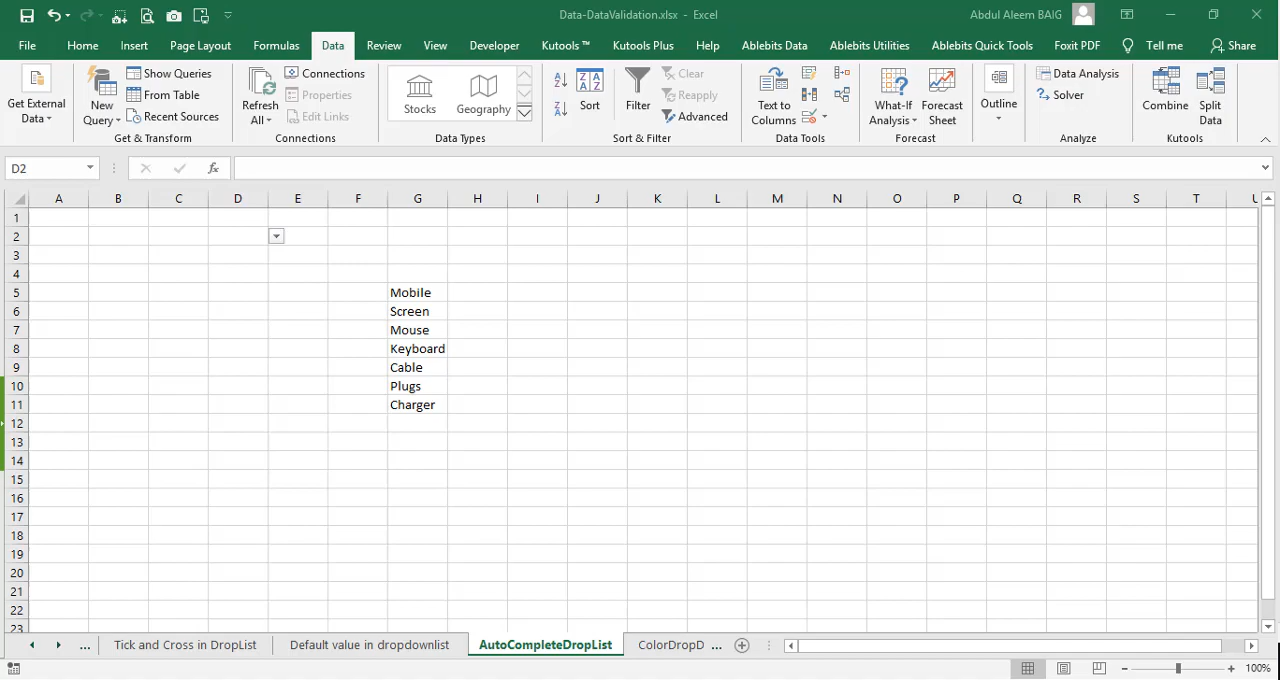 Data-DataValidation.xlsx - Excel
Abdul Aleem BAIG
File Home Insert Page Layout Formulas Data Review View Developer Kutools ™ Kutools Plus Help Ablebits Data Ablebits Utilities Ablebits Quick Tools Foxit PDF Tell me Share
Get External Data
New Query
Show Queries
From Table
Recent Sources
Get & Transform
Refresh All
Connections
Properties
Edit Links
Connections
Stocks
Geography
Data Types
Sort
Filter
Clear
Reapply
Advanced
Sort & Filter
Text to Columns
Data Tools
What-If Analysis
Forecast Sheet
Forecast
Outline
Data Analysis
Solver
Analyze
Combine
Split Data
Kutools
D2
fx
A B C D E F G H I J K L M N O P Q R S T U
1
2
3
4
5 Mobile
6 Screen
7 Mouse
8 Keyboard
9 Cable
10 Plugs
11 Charger
12
13
14
15
16
17
18
19
20
21
22
23
... Tick and Cross in DropList Default value in dropdownlist AutoCompleteDropList ColorDropD ...
100%